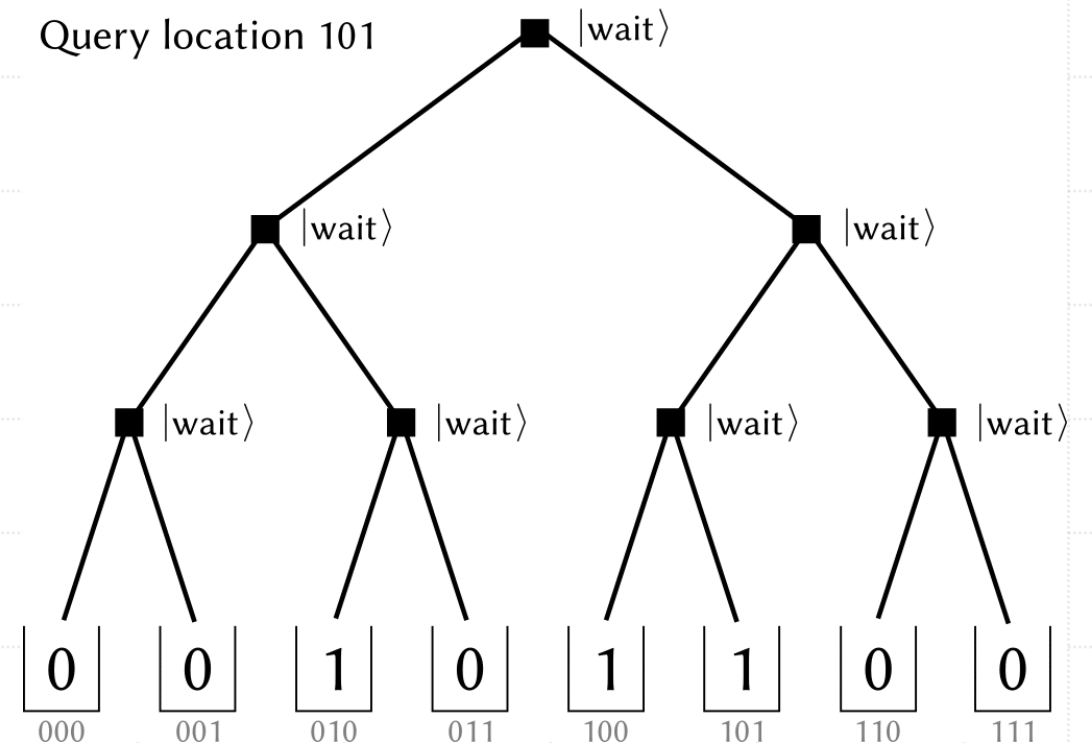 Query location 101
|wait⟩
|wait⟩ |wait⟩
|wait⟩ |wait⟩ |wait⟩ |wait⟩
0 0 1 0 1 1 0 0
000 001 010 011 100 101 110 111